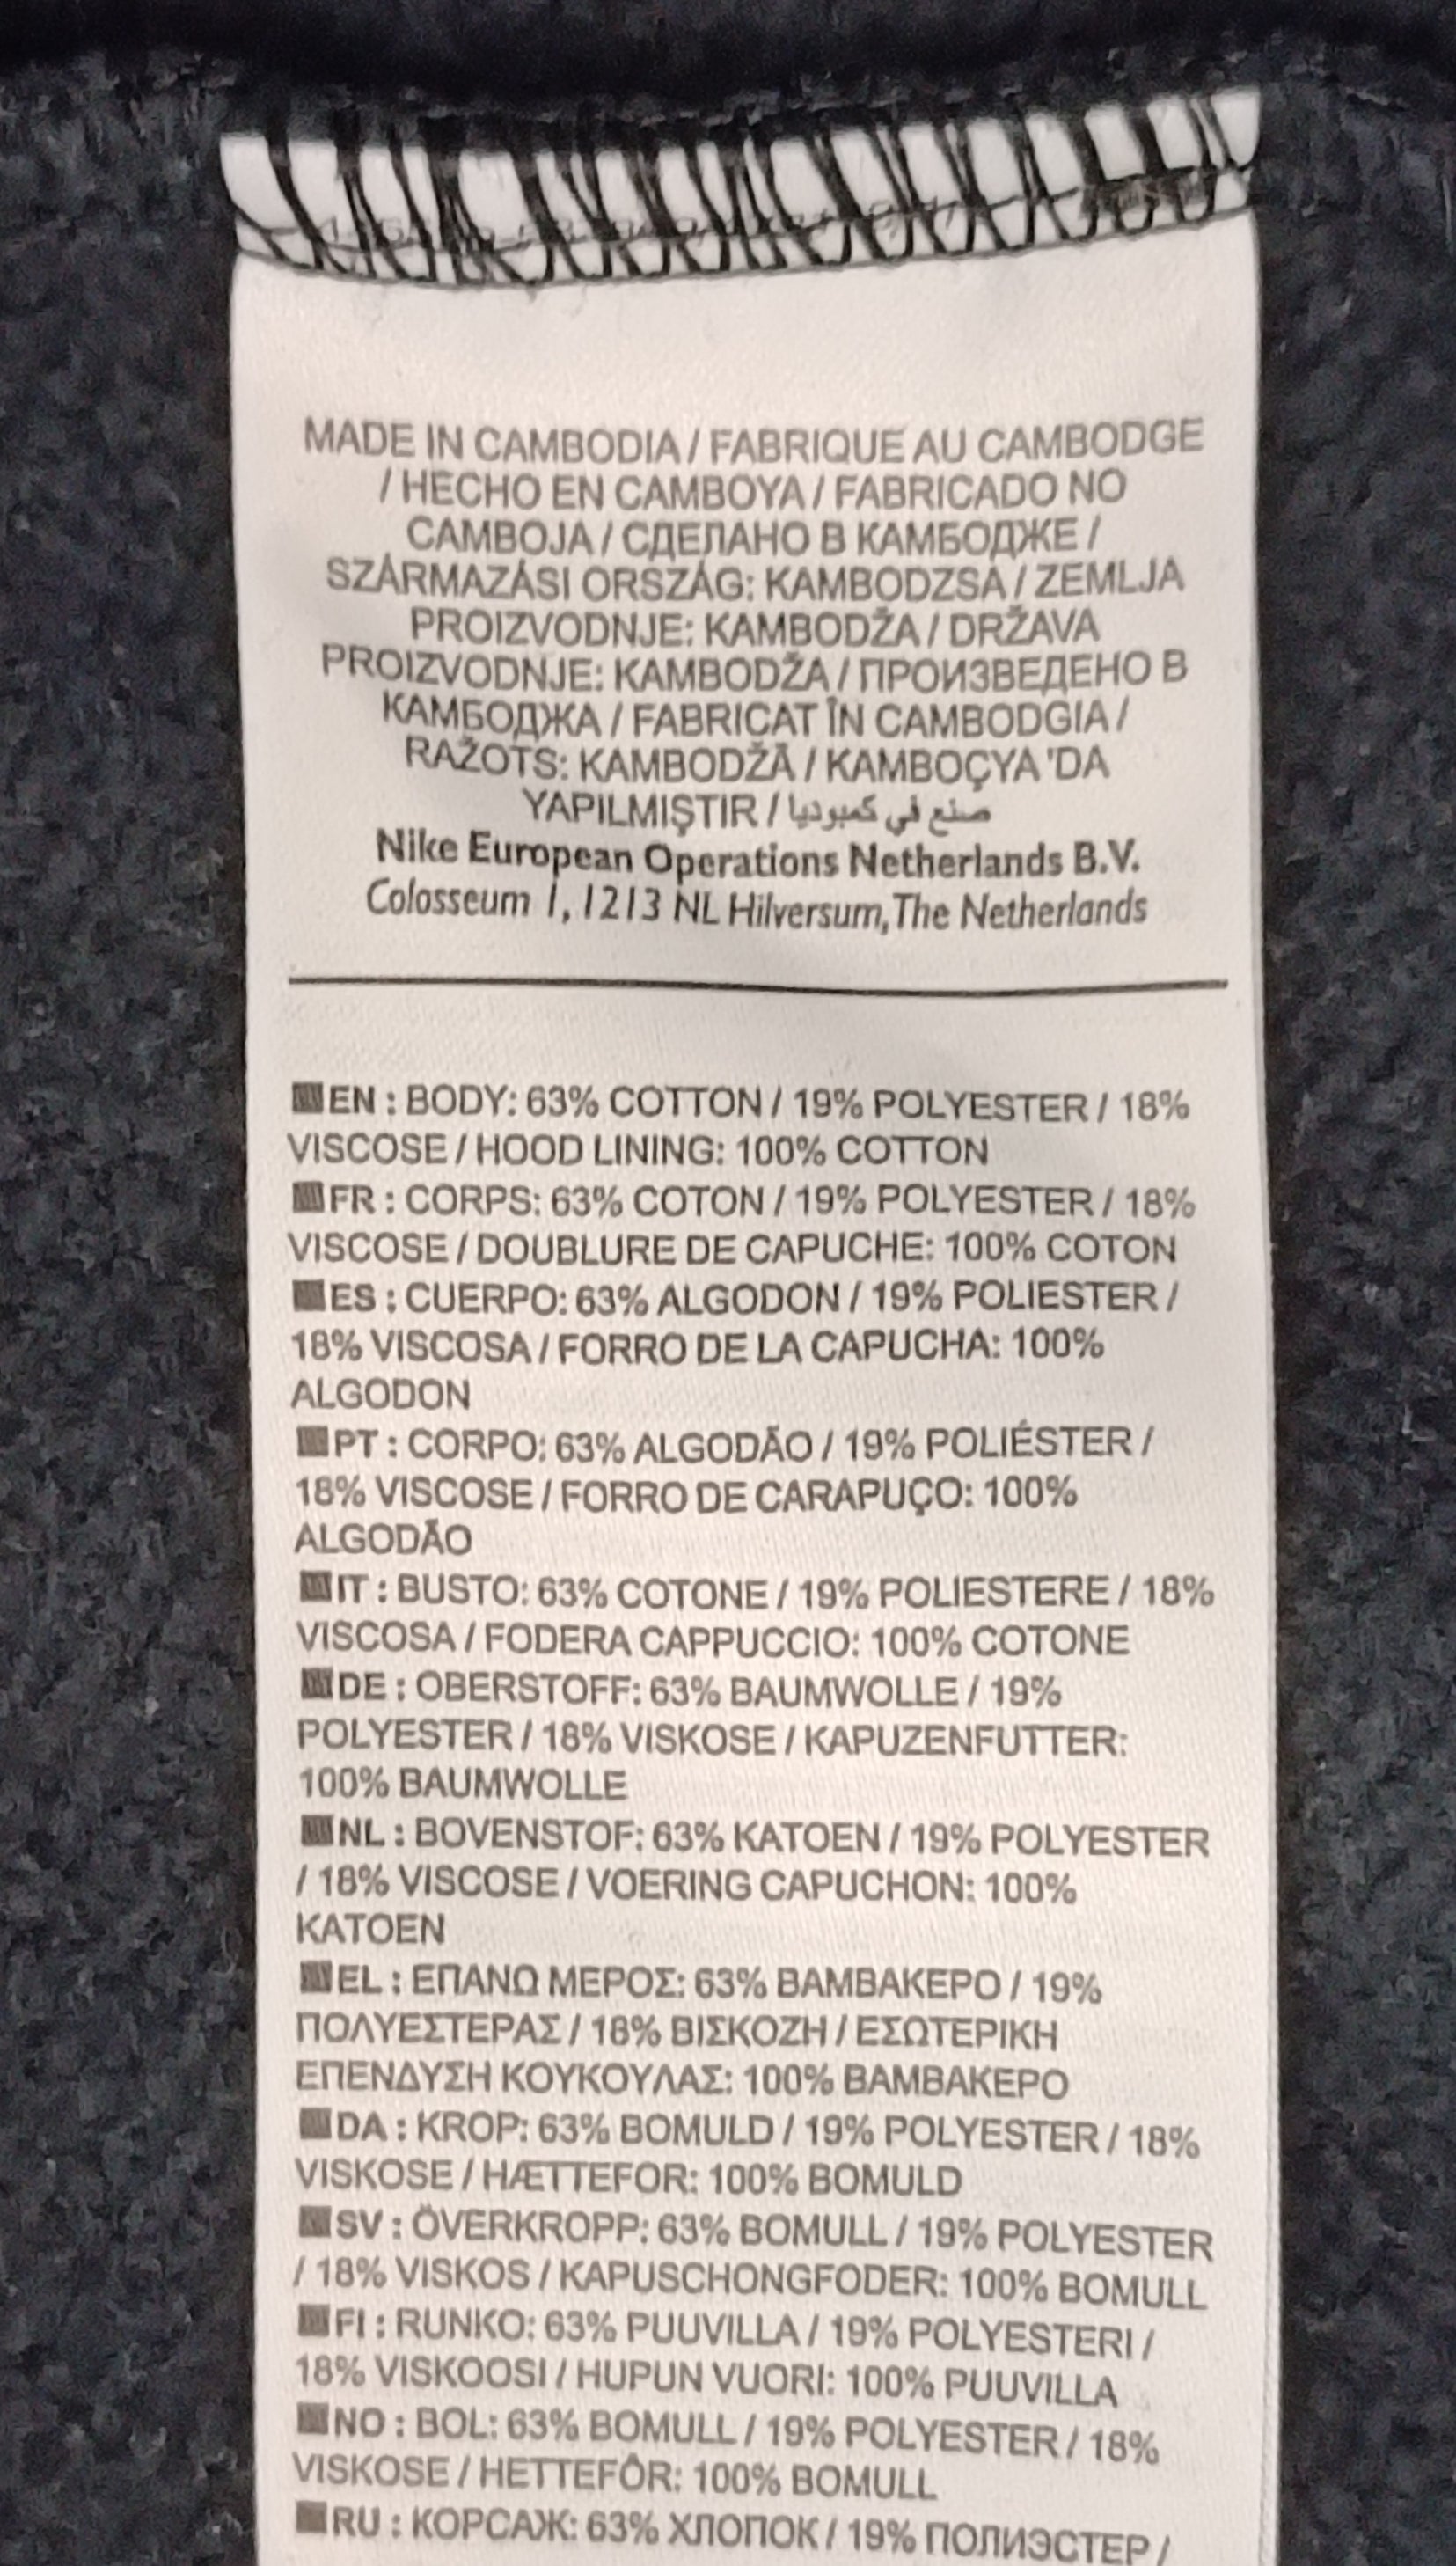 MADE IN CAMBODIA / FABRIQUE AU CAMBODGE
/ HECHO EN CAMBOYA / FABRICADO NO
CAMBOJA / СДЕЛАНО В КАМБОДЖЕ /
SZÁRMAZÁSI ORSZÁG: KAMBODZSA / ZEMLJA
PROIZVODNJE: KAMBODŽA / DRŽAVA
PROIZVODNJE: KAMBODŽA / ПРОИЗВЕДЕНО В
КАМБОДЖА / FABRICAT ÎN CAMBODGIA /
RAŽOTS: KAMBODŽĀ / KAMBOÇYA 'DA
YAPILMIŞTIR / صنع في كمبوديا
Nike European Operations Netherlands B.V.
Colosseum 1, 1213 NL Hilversum, The Netherlands
EN : BODY: 63% COTTON / 19% POLYESTER / 18%
VISCOSE / HOOD LINING: 100% COTTON
FR : CORPS: 63% COTON / 19% POLYESTER / 18%
VISCOSE / DOUBLURE DE CAPUCHE: 100% COTON
ES : CUERPO: 63% ALGODON / 19% POLIESTER /
18% VISCOSA / FORRO DE LA CAPUCHA: 100%
ALGODON
PT : CORPO: 63% ALGODÃO / 19% POLIÉSTER /
18% VISCOSE / FORRO DE CARAPUÇO: 100%
ALGODÃO
IT : BUSTO: 63% COTONE / 19% POLIESTERE / 18%
VISCOSA / FODERA CAPPUCCIO: 100% COTONE
DE : OBERSTOFF: 63% BAUMWOLLE / 19%
POLYESTER / 18% VISKOSE / KAPUZENFUTTER:
100% BAUMWOLLE
NL : BOVENSTOF: 63% KATOEN / 19% POLYESTER
/ 18% VISCOSE / VOERING CAPUCHON: 100%
KATOEN
EL : ΕΠΑΝΩ ΜΕΡΟΣ: 63% ΒΑΜΒΑΚΕΡΟ / 19%
ΠΟΛΥΕΣΤΕΡΑΣ / 18% ΒΙΣΚΟΖΗ / ΕΣΩΤΕΡΙΚΗ
ΕΠΕΝΔΥΣΗ ΚΟΥΚΟΥΛΑΣ: 100% ΒΑΜΒΑΚΕΡΟ
DA : KROP: 63% BOMULD / 19% POLYESTER / 18%
VISKOSE / HÆTTEFOR: 100% BOMULD
SV : ÖVERKROPP: 63% BOMULL / 19% POLYESTER
/ 18% VISKOS / KAPUSCHONGFODER: 100% BOMULL
FI : RUNKO: 63% PUUVILLA / 19% POLYESTERI /
18% VISKOOSI / HUPUN VUORI: 100% PUUVILLA
NO : BOL: 63% BOMULL / 19% POLYESTER / 18%
VISKOSE / HETTEFÔR: 100% BOMULL
RU : КОРСАЖ: 63% ХЛОПОК / 19% ПОЛИЭСТЕР /